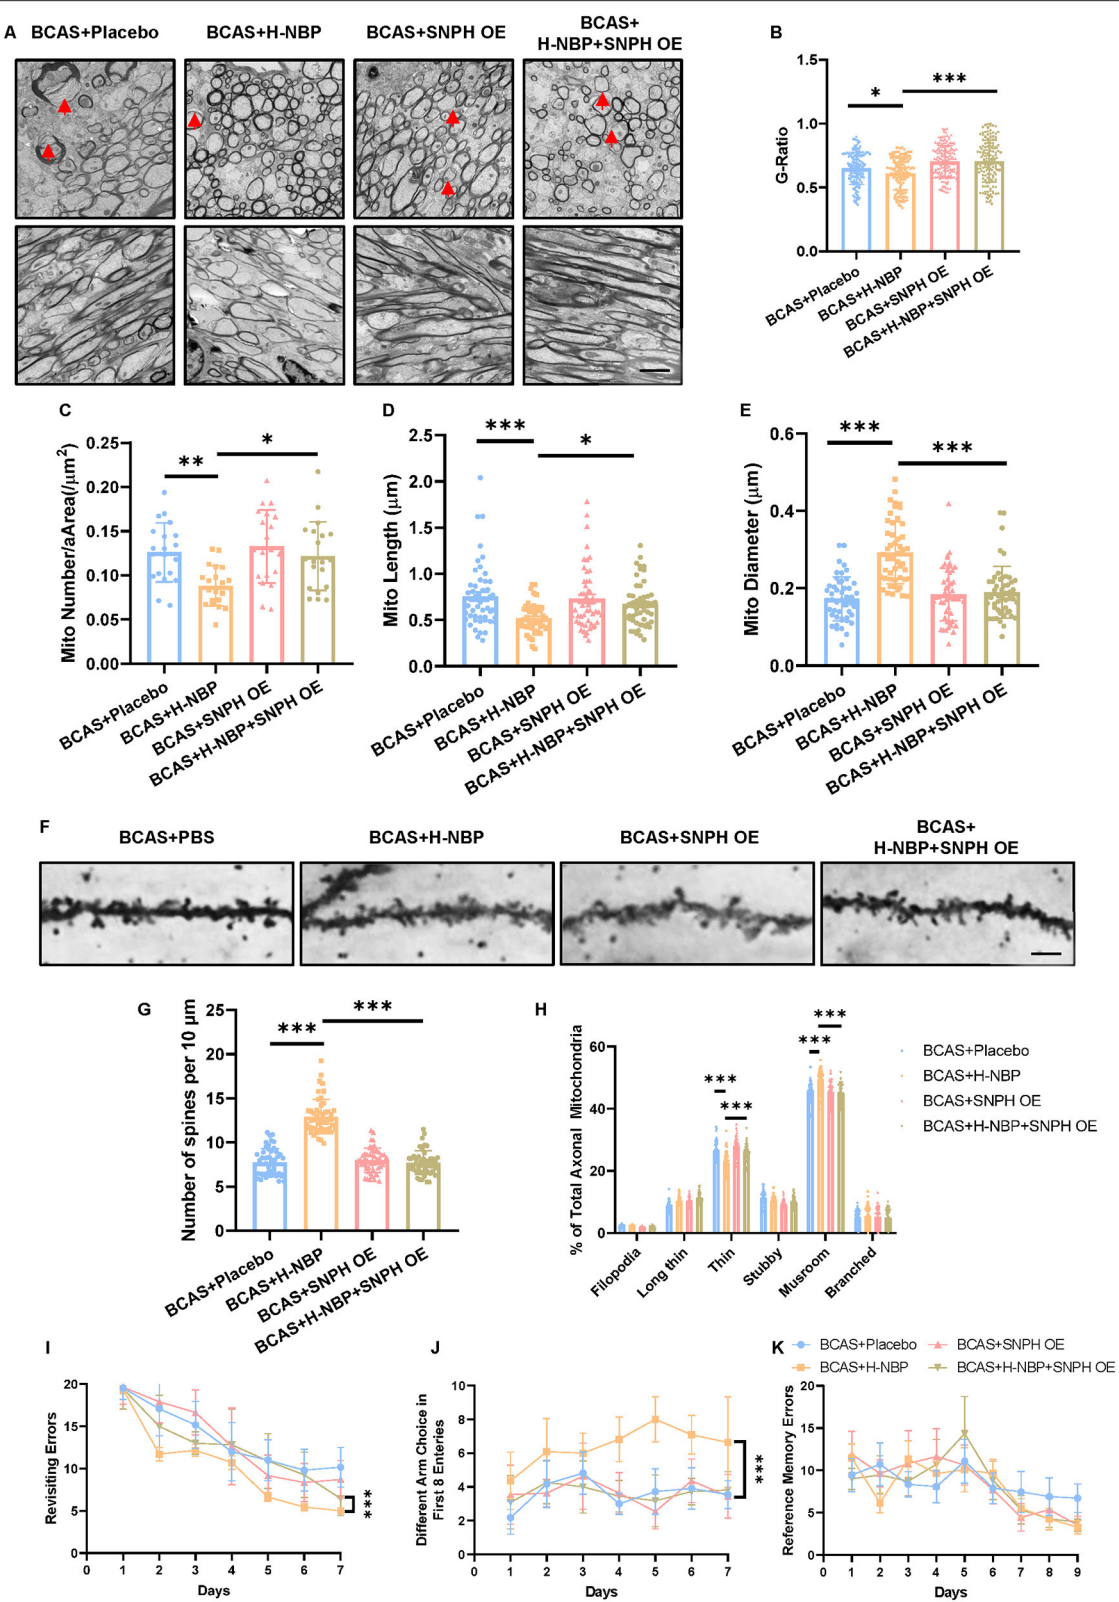 A
BCAS+Placebo
BCAS+H-NBP
BCAS+SNPH OE
BCAS+
H-NBP+SNPH OE
B
1.5
1.0
0.5
0.0
G-Ratio
*
***
BCAS+Placebo
BCAS+H-NBP
BCAS+SNPH OE
BCAS+H-NBP+SNPH OE
C
Mito Number/aArea(/μm²)
0.25
0.20
0.15
0.10
0.05
0.00
**
*
BCAS+Placebo
BCAS+H-NBP
BCAS+SNPH OE
BCAS+H-NBP+SNPH OE
D
Mito Length (μm)
2.5
2.0
1.5
1.0
0.5
0.0
***
*
BCAS+Placebo
BCAS+H-NBP
BCAS+SNPH OE
BCAS+H-NBP+SNPH OE
E
Mito Diameter (μm)
0.6
0.4
0.2
0.0
***
***
BCAS+Placebo
BCAS+H-NBP
BCAS+SNPH OE
BCAS+H-NBP+SNPH OE
F
BCAS+PBS
BCAS+H-NBP
BCAS+SNPH OE
BCAS+
H-NBP+SNPH OE
G
Number of spines per 10 μm
25
20
15
10
5
0
***
***
BCAS+Placebo
BCAS+H-NBP
BCAS+SNPH OE
BCAS+H-NBP+SNPH OE
H
% of Total Axonal Mitochondria
60
40
20
0
***
***
***
***
Filopodia
Long thin
Thin
Stubby
Musroom
Branched
BCAS+Placebo
BCAS+H-NBP
BCAS+SNPH OE
BCAS+H-NBP+SNPH OE
I
Revisiting Errors
20
15
10
5
0
0 1 2 3 4 5 6 7
Days
***
J
Different Arm Choice in
First 8 Enteries
10
8
6
4
2
0
0 1 2 3 4 5 6 7
Days
***
K
BCAS+Placebo
BCAS+SNPH OE
BCAS+H-NBP
BCAS+H-NBP+SNPH OE
Reference Memory Errors
20
15
10
5
0
0 1 2 3 4 5 6 7 8 9
Days